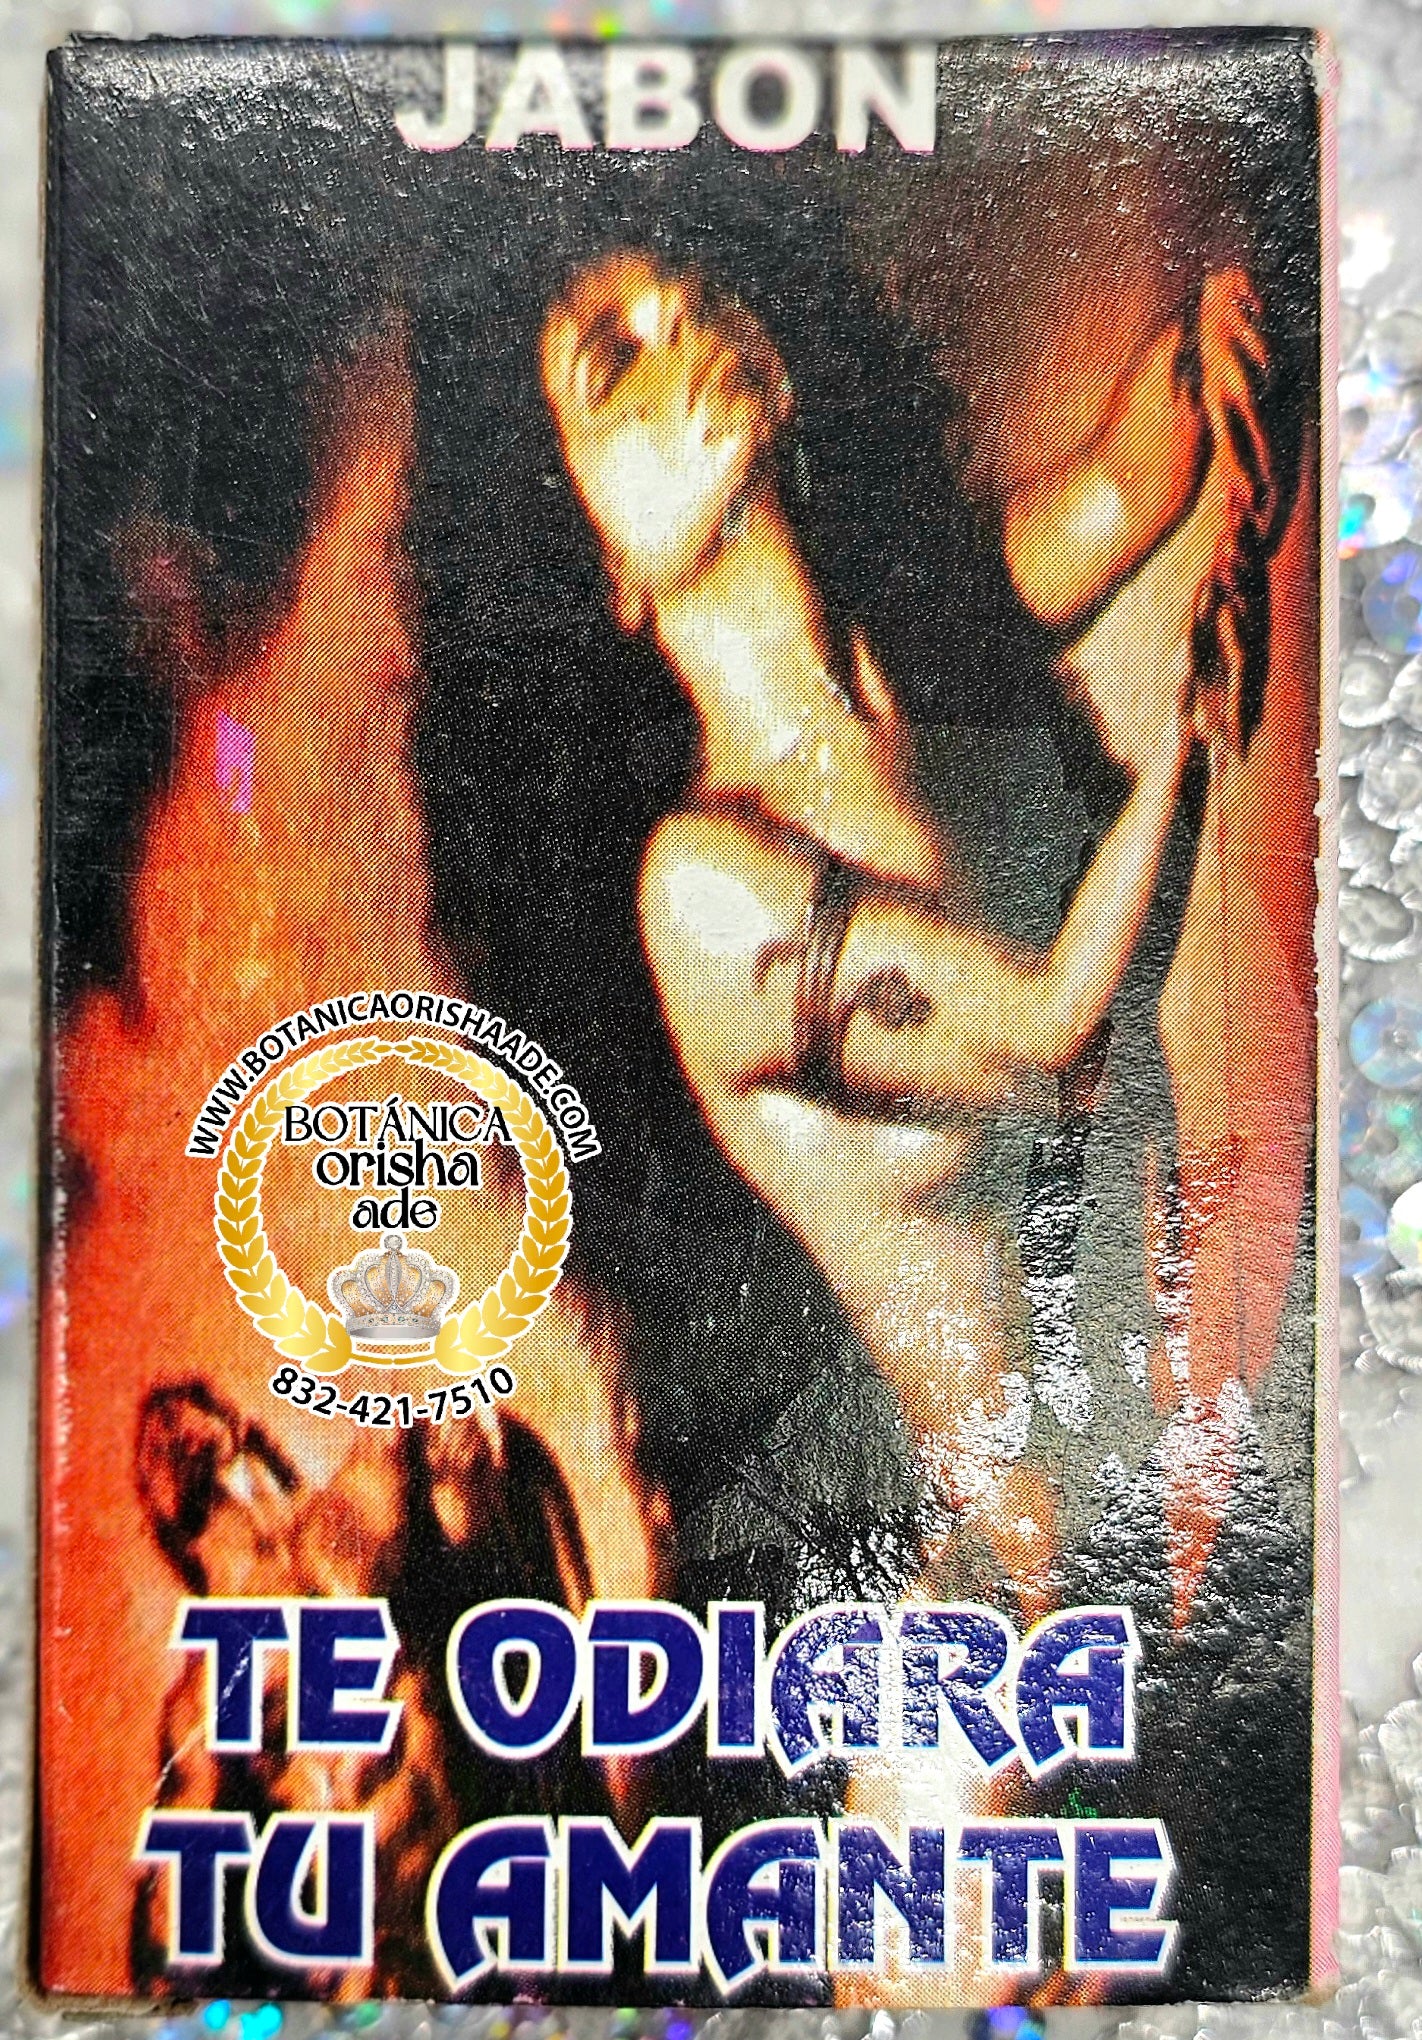 JABON
WWW.BOTANICAORISHAADE.COM
BOTÁNICA
orisha
ade
832-421-7510
TE ODIARA
TU AMANTE